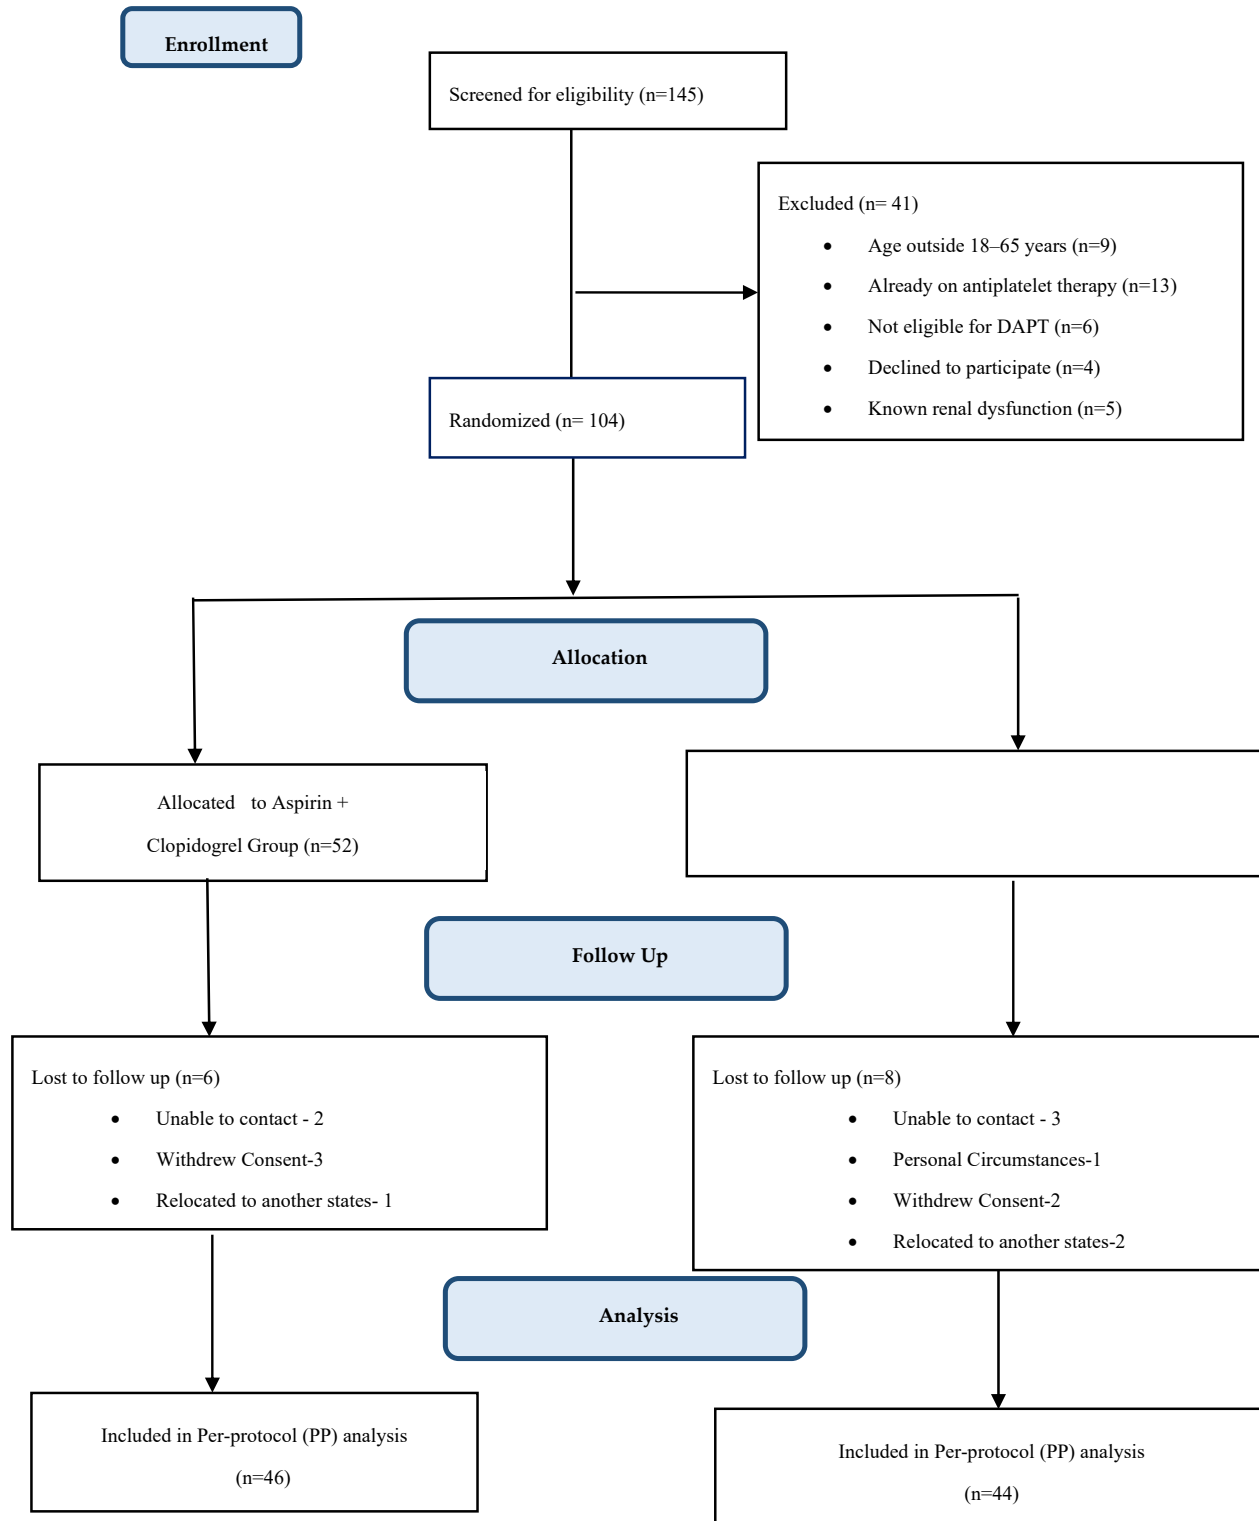 Enrollment
Screened for eligibility (n=145)
Excluded (n= 41)
• Age outside 18–65 years (n=9)
• Already on antiplatelet therapy (n=13)
• Not eligible for DAPT (n=6)
• Declined to participate (n=4)
• Known renal dysfunction (n=5)
Randomized (n= 104)
Allocation
Allocated to Aspirin +
Clopidogrel Group (n=52)
Follow Up
Lost to follow up (n=6)
• Unable to contact - 2
• Withdrew Consent-3
• Relocated to another states- 1
Lost to follow up (n=8)
• Unable to contact - 3
• Personal Circumstances-1
• Withdrew Consent-2
• Relocated to another states-2
Analysis
Included in Per-protocol (PP) analysis
(n=46)
Included in Per-protocol (PP) analysis
(n=44)